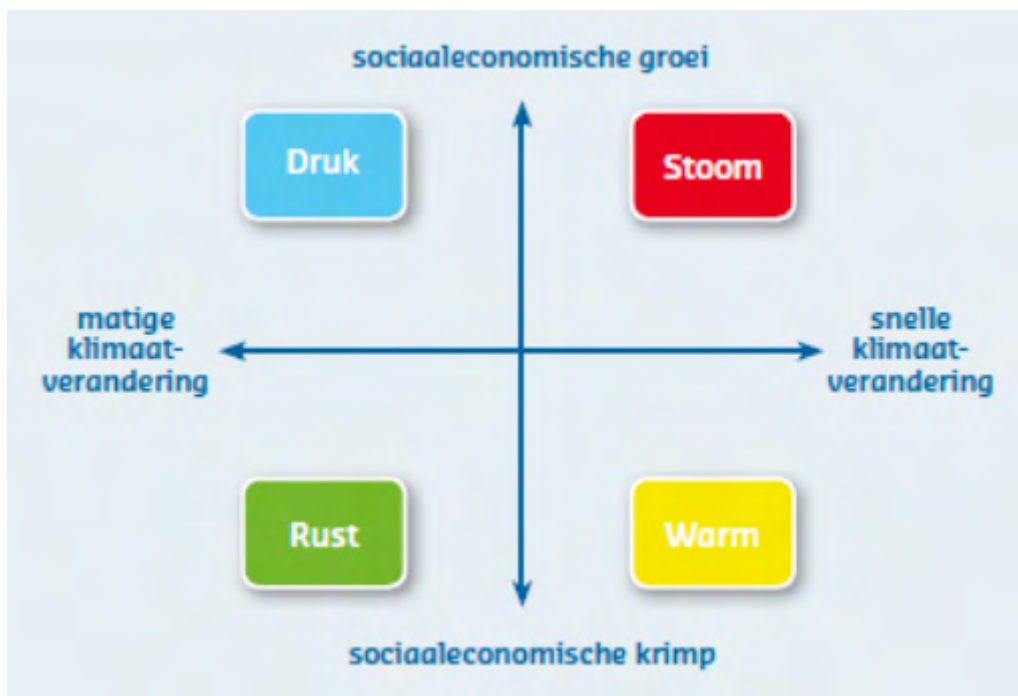 sociaaleconomische groei
Druk
Stoom
matige
klimaat-
verandering
snelle
klimaat-
verandering
Rust
Warm
sociaaleconomische krimp